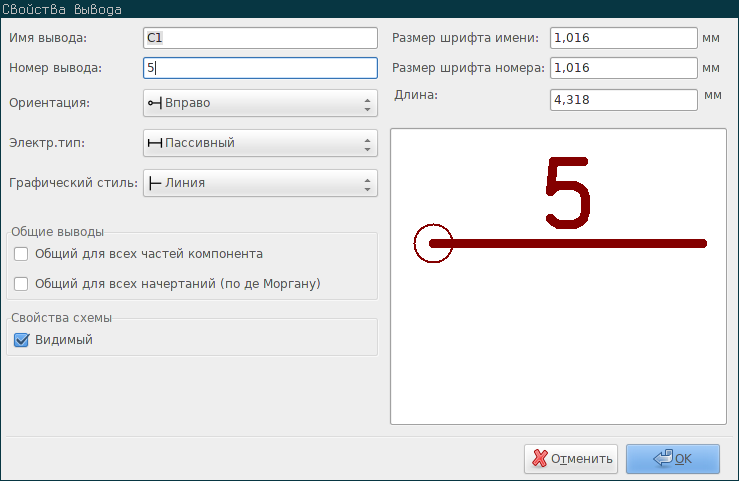 Свойства вывода
Имя вывода: C1
Номер вывода: 5
Ориентация: Вправо
Электр.тип: Пассивный
Графический стиль: Линия
Общие выводы
Общий для всех частей компонента
Общий для всех начертаний (по де Моргану)
Свойства схемы
Видимый
Размер шрифта имени: 1,016 мм
Размер шрифта номера: 1,016 мм
Длина: 4,318 мм
5
Отменить
OK